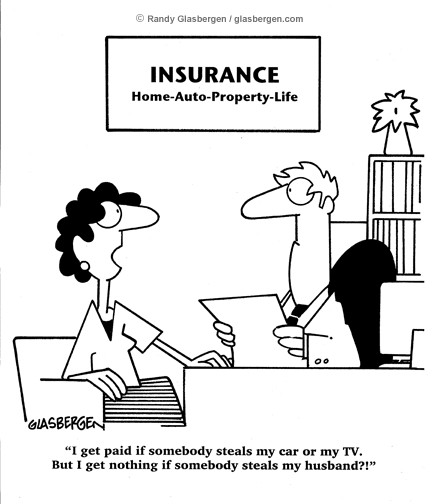 © Randy Glasbergen / glasbergen.com
INSURANCE
Home-Auto-Property-Life
GLASBERGEN
“I get paid if somebody steals my car or my TV.
But I get nothing if somebody steals my husband?!”